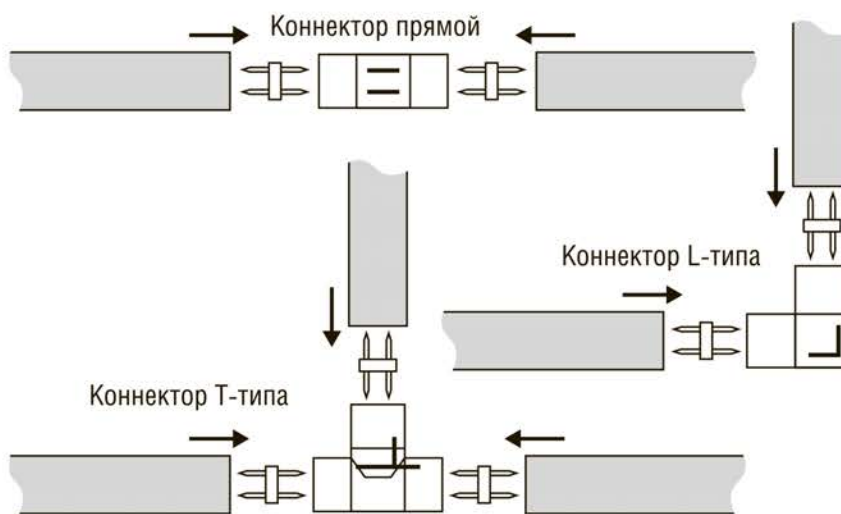 Коннектор прямой
Коннектор L-типа
Коннектор Т-типа